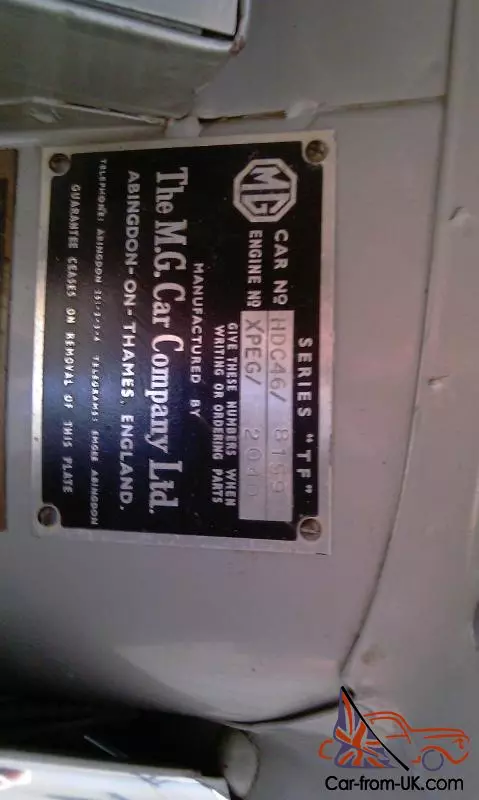 SERIES "TF"
MG
CAR No HDC46/ 8159
ENGINE No XPEG/
GIVE THESE NUMBERS WHEN
WRITING OR ORDERING PARTS
MANUFACTURED BY
The M.G. Car Company Ltd.
ABINGDON-ON-THAMES, ENGLAND.
TELEPHONE: ABINGDON 251-2-3-4 TELEGRAMS: EMGEE ABINGDON
GUARANTEE CEASES ON REMOVAL OF THIS PLATE
Car-from-UK.com